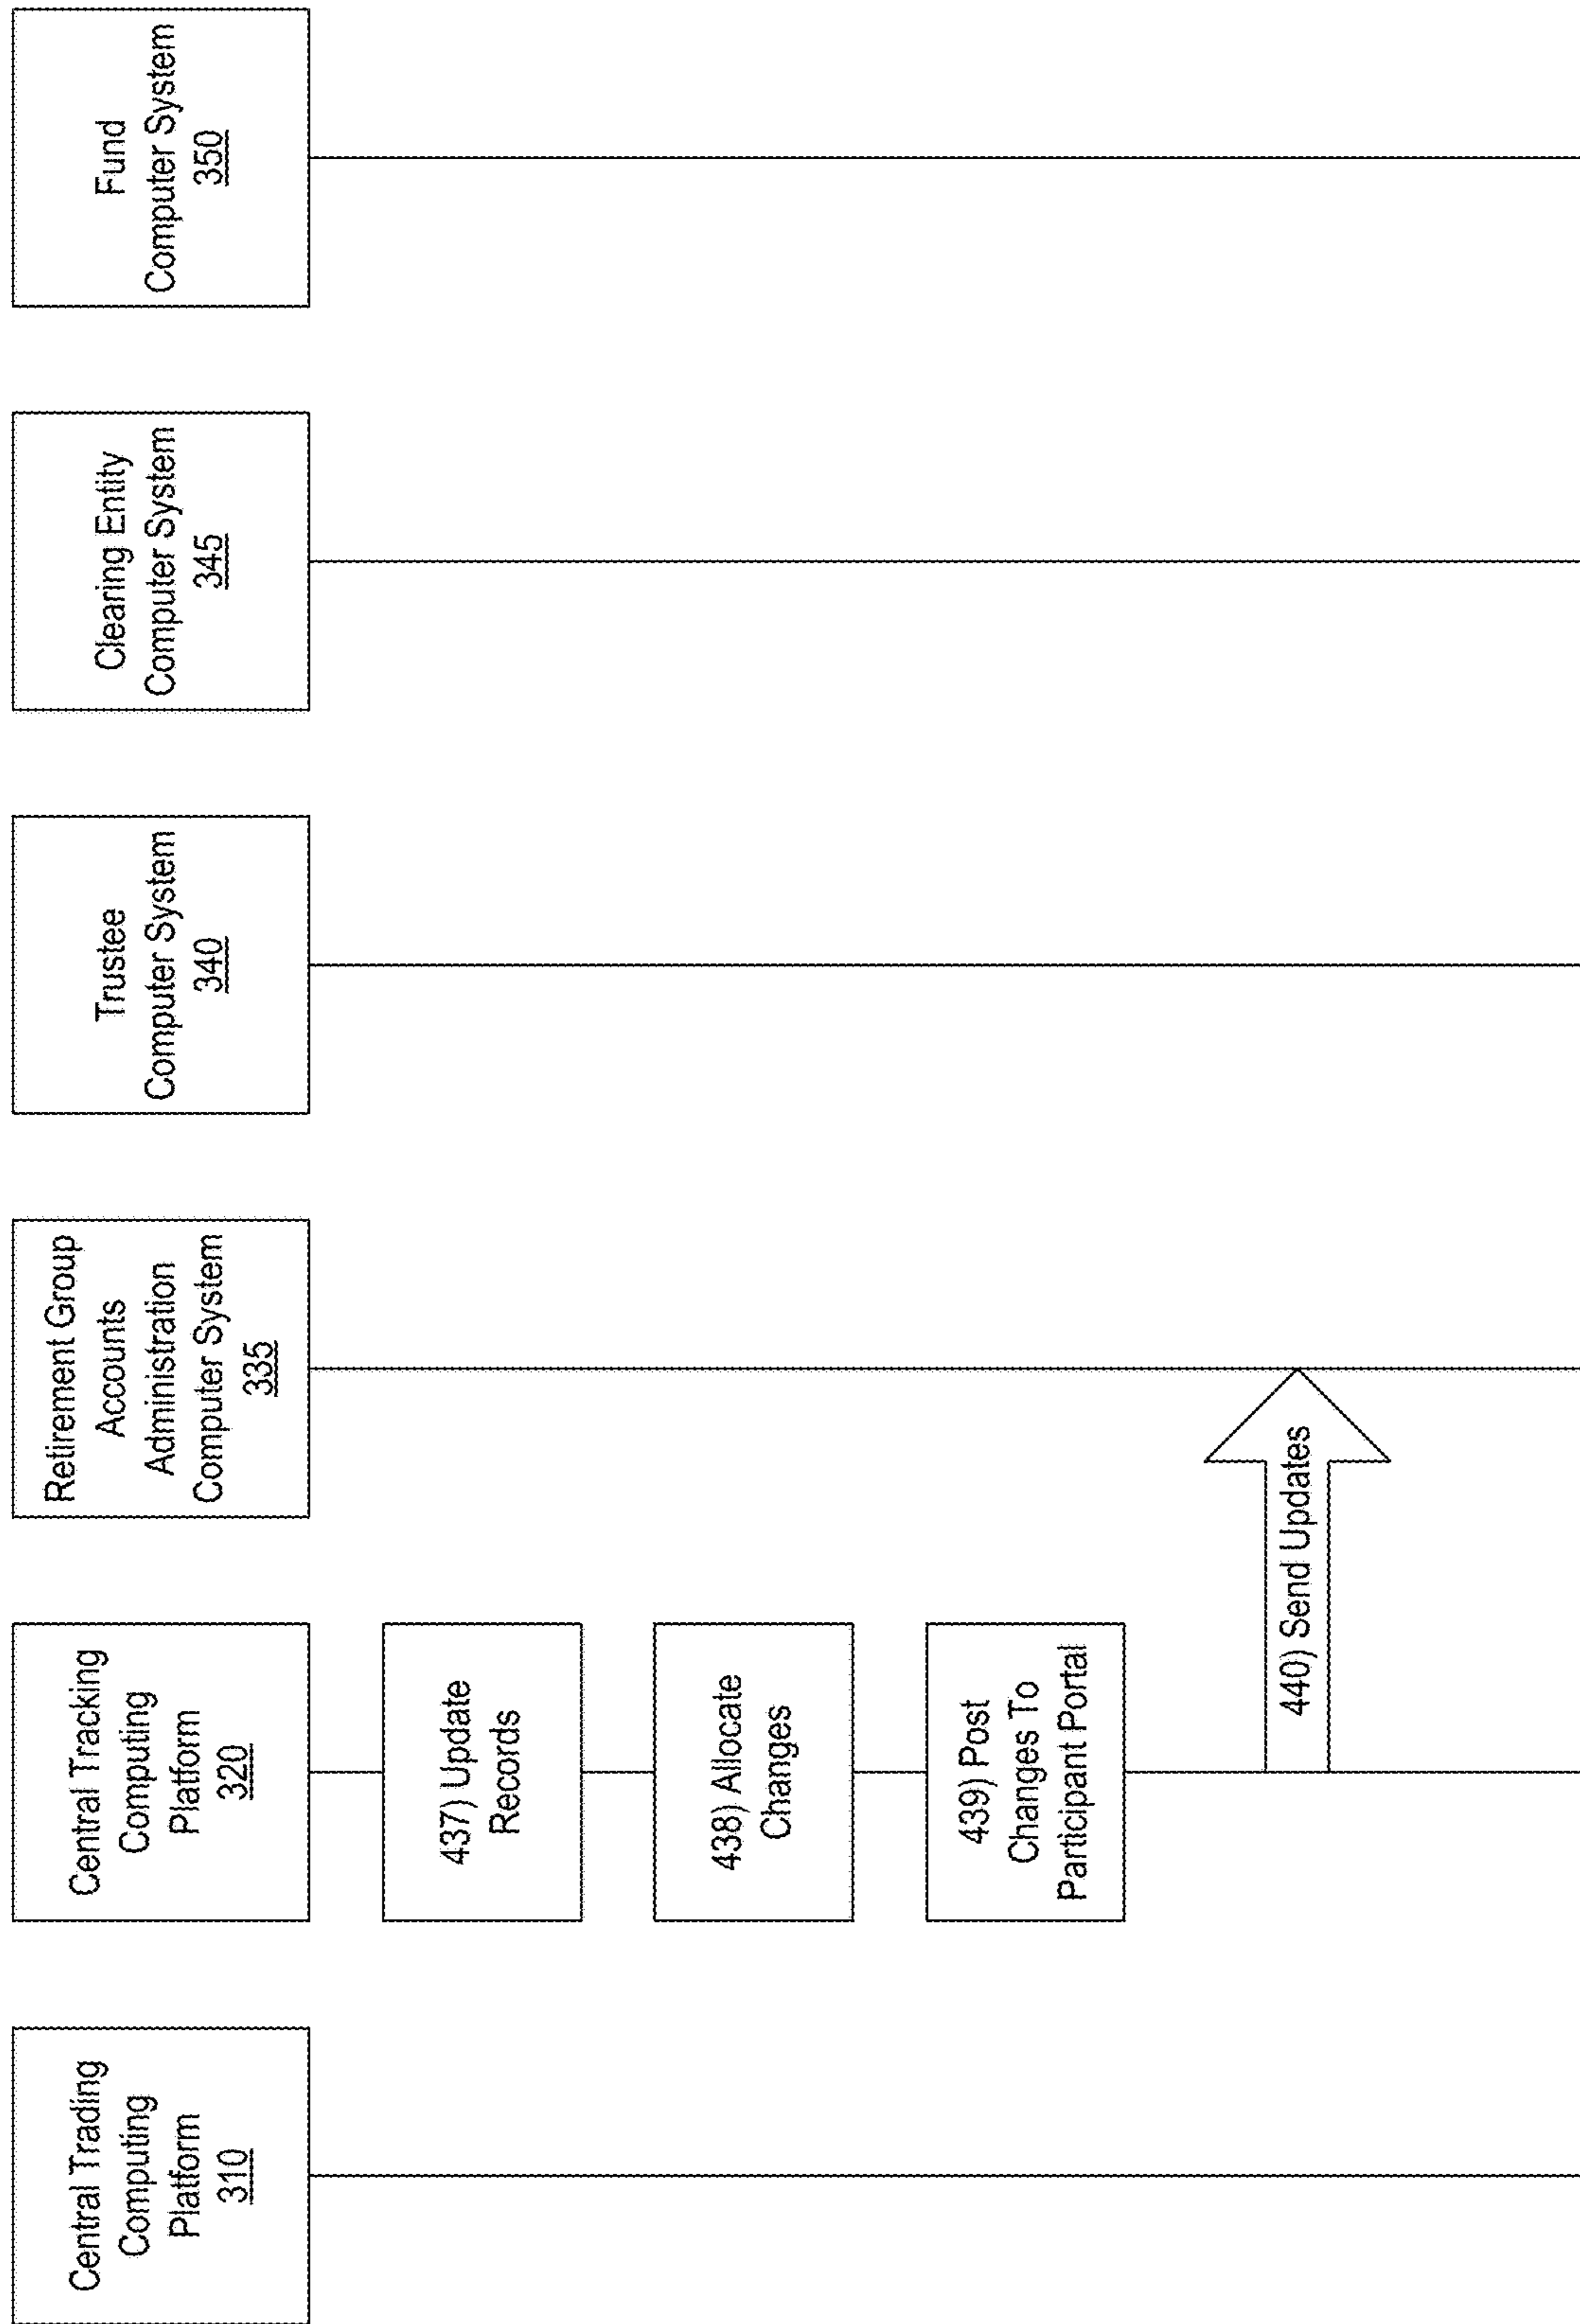 Central Trading
Computing
Platform
310
Central Tracking
Computing
Platform
320
Retirement Group
Accounts
Administration
Computer System
335
Trustee
Computer System
340
Clearing Entity
Computer System
345
Fund
Computer System
350
437) Update
Records
438) Allocate
Changes
439) Post
Changes To
Participant Portal
440) Send Updates